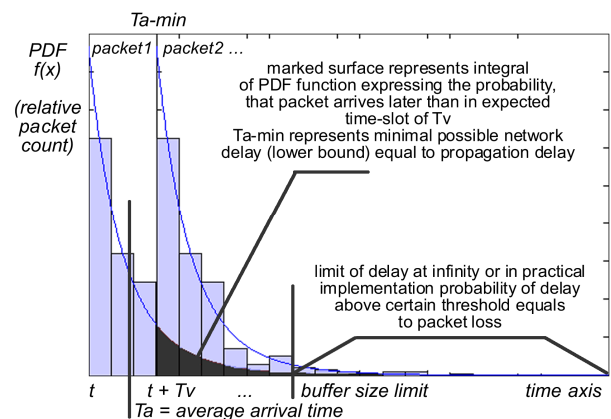 Ta-min
PDF
f(x)
(relative
packet
count)
packet1
packet2 ...
marked surface represents integral
of PDF function expressing the probability,
that packet arrives later than in expected
time-slot of Tv
Ta-min represents minimal possible network
delay (lower bound) equal to propagation delay
limit of delay at infinity or in practical
implementation probability of delay
above certain threshold equals
to packet loss
t
t + Tv
...
buffer size limit
time axis
Ta = average arrival time